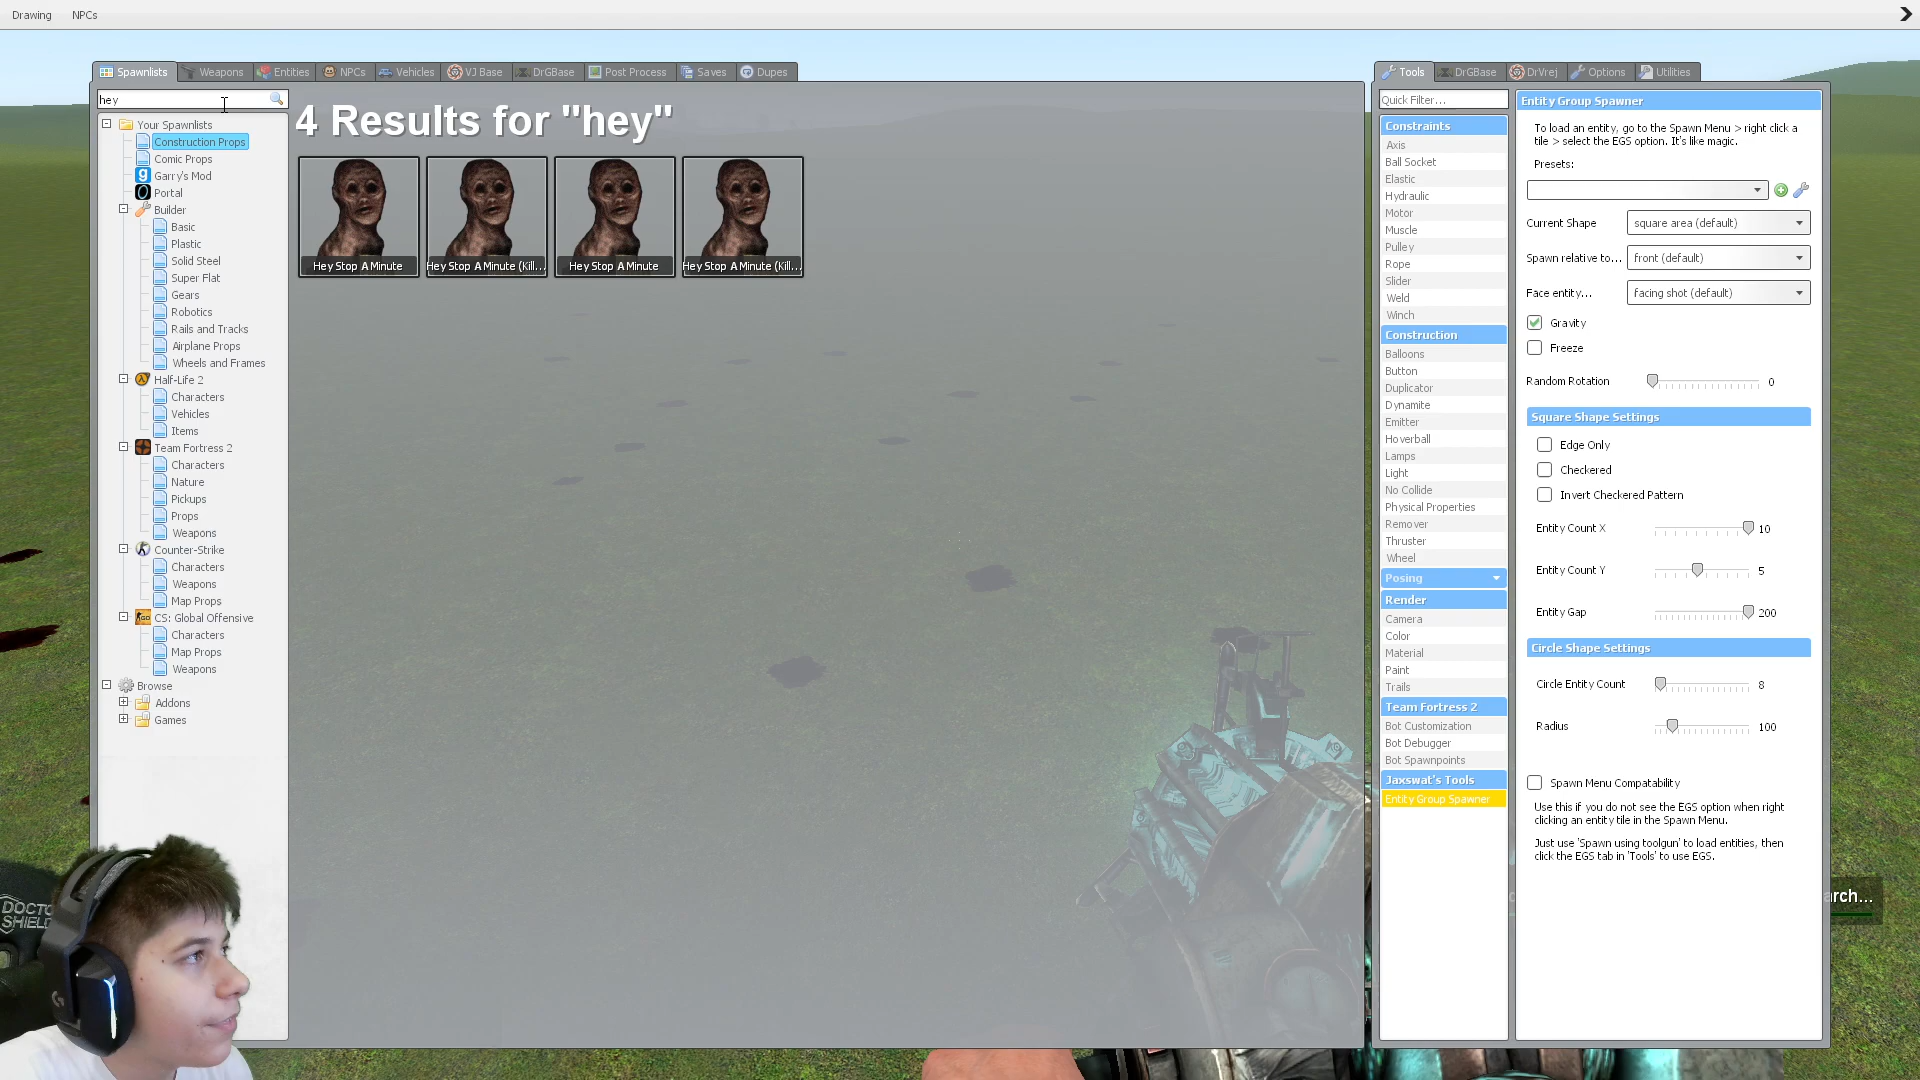 Drawing NPCs
Spawnlists Weapons Entities NPCs Vehicles VJ Base DrGBase Post Process Saves Dupes
hey
Your Spawnlists
Construction Props
Comic Props
Garry's Mod
Portal
Builder
Basic
Plastic
Solid Steel
Super Flat
Gears
Robotics
Rails and Tracks
Airplane Props
Wheels and Frames
Half-Life 2
Characters
Vehicles
Items
Team Fortress 2
Characters
Nature
Pickups
Props
Weapons
Counter-Strike
Characters
Weapons
Map Props
CS: Global Offensive
Characters
Map Props
Weapons
Browse
Addons
Games
4 Results for "hey"
Hey Stop A Minute
Hey Stop A Minute (Kill...
Hey Stop A Minute
Hey Stop A Minute (Kill...
Tools DrGBase DrVrej Options Utilities
Quick Filter...
Constraints
Axis
Ball Socket
Elastic
Hydraulic
Motor
Muscle
Pulley
Rope
Slider
Weld
Winch
Construction
Balloons
Button
Duplicator
Dynamite
Emitter
Hoverball
Lamps
Light
No Collide
Physical Properties
Remover
Thruster
Wheel
Posing
Render
Camera
Color
Material
Paint
Trails
Team Fortress 2
Bot Customization
Bot Debugger
Bot Spawnpoints
Jaxswat's Tools
Entity Group Spawner
Entity Group Spawner
To load an entity, go to the Spawn Menu > right click a
tile > select the EGS option. It's like magic.
Presets:
Current Shape square area (default)
Spawn relative to... front (default)
Face entity... facing shot (default)
Gravity
Freeze
Random Rotation 0
Square Shape Settings
Edge Only
Checkered
Invert Checkered Pattern
Entity Count X 10
Entity Count Y 5
Entity Gap 200
Circle Shape Settings
Circle Entity Count 8
Radius 100
Spawn Menu Compatability
Use this if you do not see the EGS option when right
clicking an entity tile in the Spawn Menu.
Just use 'Spawn using toolgun' to load entities, then
click the EGS tab in 'Tools' to use EGS.
arch...
DOCTO
SHIELD